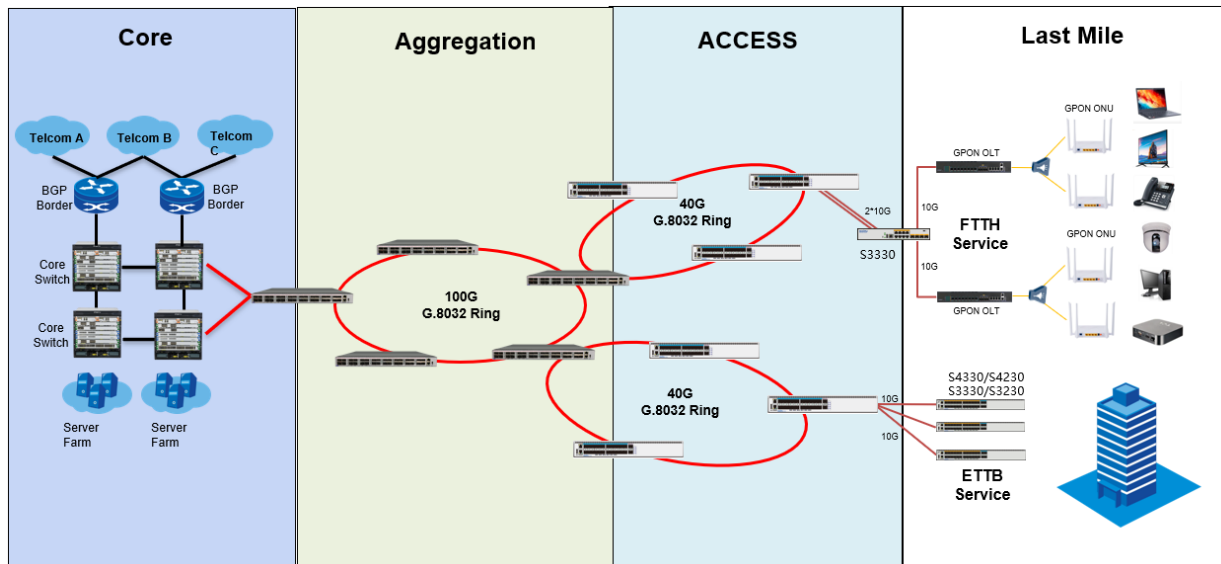 Core
Aggregation
ACCESS
Last Mile
Telcom A
Telcom B
Telcom
C
BGP
Border
BGP
Border
Core
Switch
Core
Switch
Server
Farm
Server
Farm
100G
G.8032 Ring
40G
G.8032 Ring
40G
G.8032 Ring
2*10G
S3330
10G
10G
GPON OLT
FTTH
Service
GPON OLT
GPON ONU
GPON ONU
10G
10G
S4330/S4230
S3330/S3230
ETTB
Service